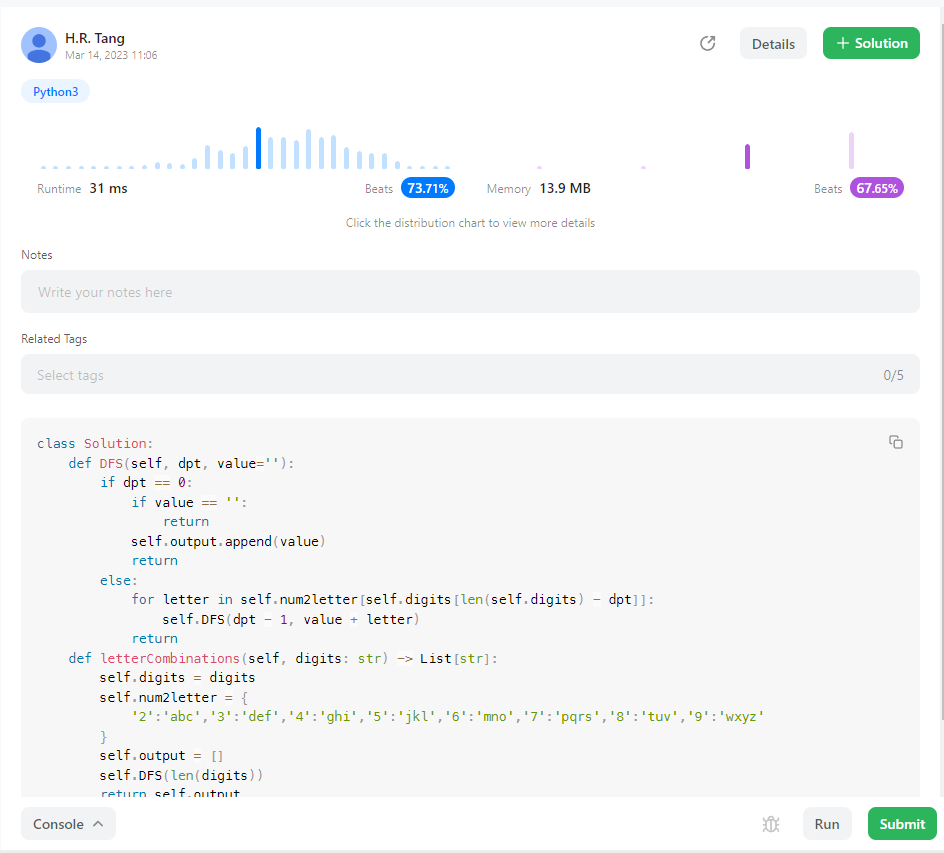 H.R. Tang
Mar 14, 2023 11:06
Details
+ Solution
Python3
Runtime 31 ms Beats 73.71% Memory 13.9 MB Beats 67.65%
Click the distribution chart to view more details
Notes
Write your notes here
Related Tags
Select tags 0/5
class Solution:
    def DFS(self, dpt, value=''):
        if dpt == 0:
            if value == '':
                return
            self.output.append(value)
            return
        else:
            for letter in self.num2letter[self.digits[len(self.digits) - dpt]]:
                self.DFS(dpt - 1, value + letter)
            return
    def letterCombinations(self, digits: str) -> List[str]:
        self.digits = digits
        self.num2letter = {
            '2':'abc','3':'def','4':'ghi','5':'jkl','6':'mno','7':'pqrs','8':'tuv','9':'wxyz'
        }
        self.output = []
        self.DFS(len(digits))
        return self.output
Console
Run
Submit